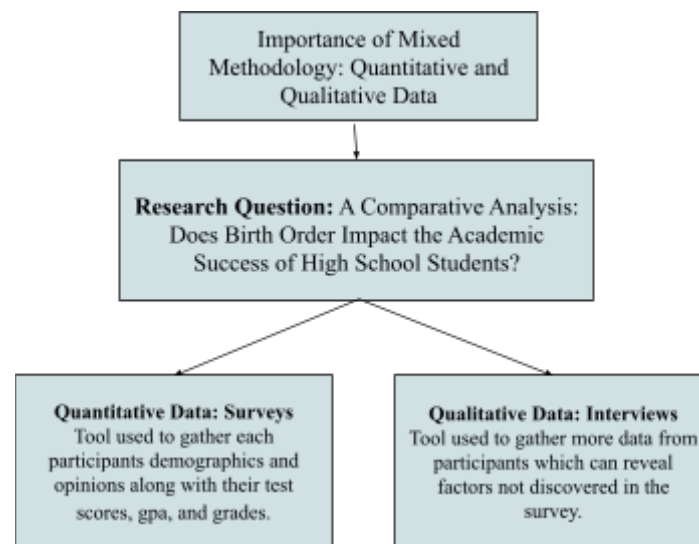 Importance of Mixed
Methodology: Quantitative and
Qualitative Data
Research Question: A Comparative Analysis:
Does Birth Order Impact the Academic
Success of High School Students?
Quantitative Data: Surveys
Tool used to gather each
participants demographics and
opinions along with their test
scores, gpa, and grades.
Qualitative Data: Interviews
Tool used to gather more data from
participants which can reveal
factors not discovered in the
survey.